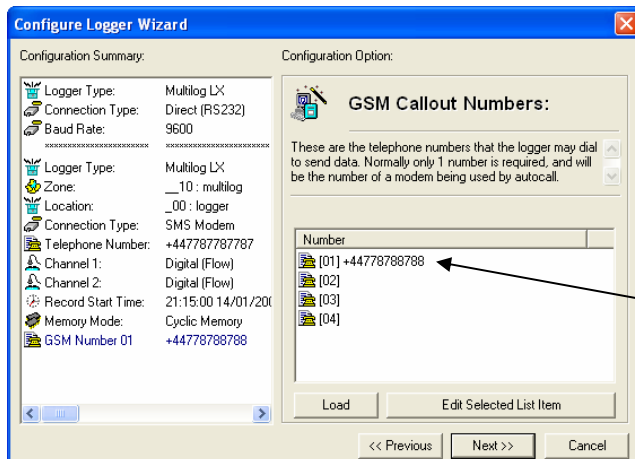 Configure Logger Wizard
Configuration Summary:
Logger Type: Multilog LX
Connection Type: Direct (RS232)
Baud Rate: 9600
Logger Type: Multilog LX
Zone: __10 : multilog
Location: _00 : logger
Connection Type: SMS Modem
Telephone Number: +447787787787
Channel 1: Digital (Flow)
Channel 2: Digital (Flow)
Record Start Time: 21:15:00 14/01/200
Memory Mode: Cyclic Memory
GSM Number 01 +44778788788
Configuration Option:
GSM Callout Numbers:
These are the telephone numbers that the logger may dial
to send data. Normally only 1 number is required, and will
be the number of a modem being used by autocall.
Number
[01] +44778788788
[02]
[03]
[04]
Load
Edit Selected List Item
<< Previous
Next >>
Cancel